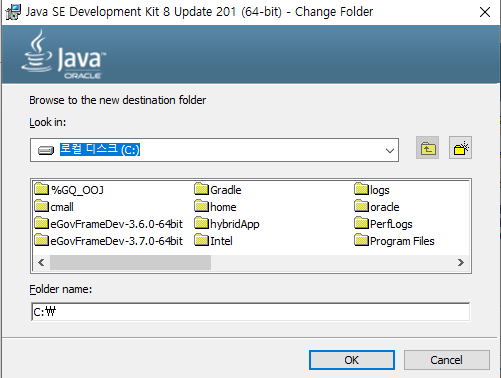 Java SE Development Kit 8 Update 201 (64-bit) - Change Folder
Java
ORACLE
Browse to the new destination folder
Look in:
로컬 디스크 (C:)
%GQ_OOJ Gradle logs
cmall home oracle
eGovFrameDev-3.6.0-64bit hybridApp PerfLogs
eGovFrameDev-3.7.0-64bit Intel Program Files
Folder name:
C:₩
OK Cancel